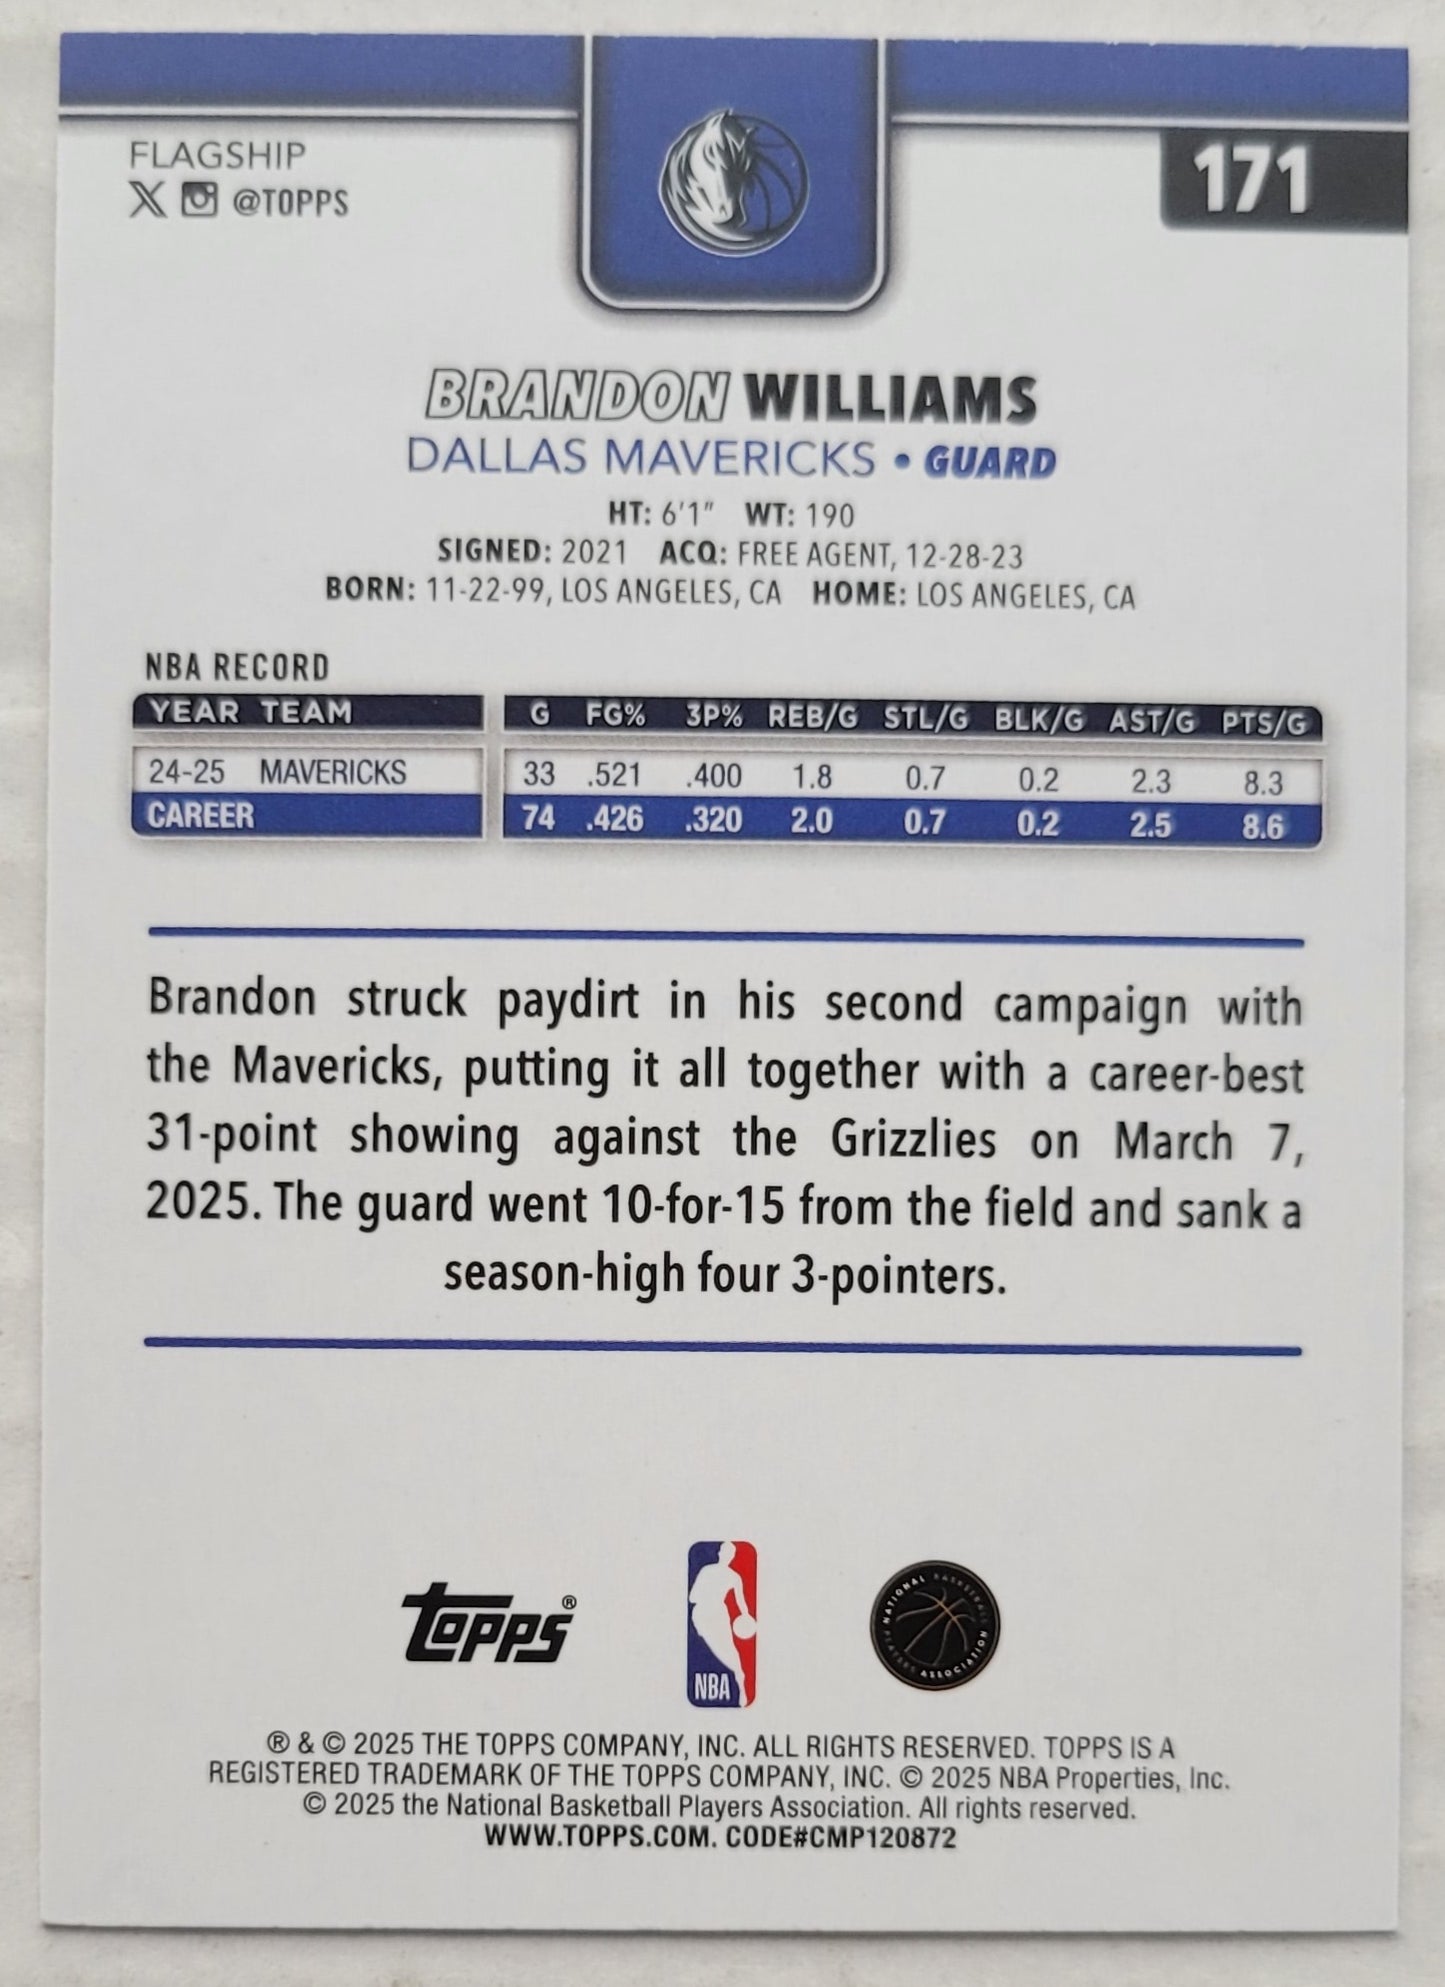 FLAGSHIP
@TOPPS
171
BRANDON WILLIAMS
DALLAS MAVERICKS • GUARD
HT: 6'1" WT: 190
SIGNED: 2021 ACQ: FREE AGENT, 12-28-23
BORN: 11-22-99, LOS ANGELES, CA HOME: LOS ANGELES, CA
NBA RECORD
YEAR TEAM G FG% 3P% REB/G STL/G BLK/G AST/G PTS/G
24-25 MAVERICKS 33 .521 .400 1.8 0.7 0.2 2.3 8.3
CAREER 74 .426 .320 2.0 0.7 0.2 2.5 8.6
Brandon struck paydirt in his second campaign with
the Mavericks, putting it all together with a career-best
31-point showing against the Grizzlies on March 7,
2025. The guard went 10-for-15 from the field and sank a
season-high four 3-pointers.
TOPPS®
NBA
NATIONAL BASKETBALL PLAYERS ASSOCIATION
® & © 2025 THE TOPPS COMPANY, INC. ALL RIGHTS RESERVED. TOPPS IS A
REGISTERED TRADEMARK OF THE TOPPS COMPANY, INC. © 2025 NBA Properties, Inc.
© 2025 the National Basketball Players Association. All rights reserved.
WWW.TOPPS.COM. CODE#CMP120872